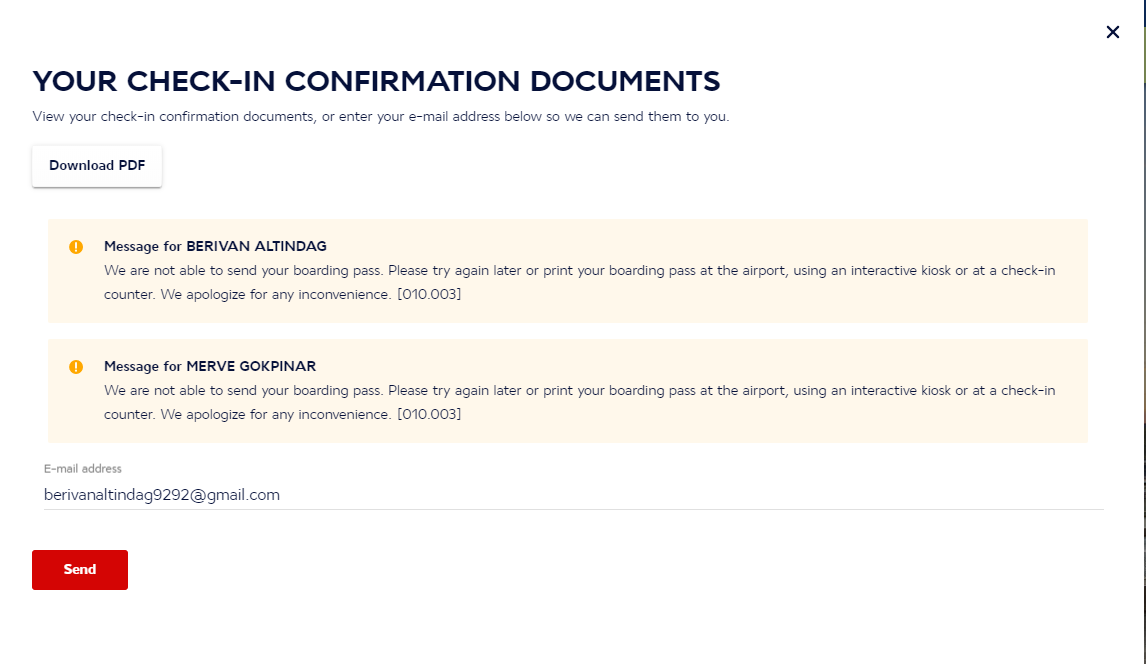 YOUR CHECK-IN CONFIRMATION DOCUMENTS
View your check-in confirmation documents, or enter your e-mail address below so we can send them to you.
Download PDF
Message for BERIVAN ALTINDAG
We are not able to send your boarding pass. Please try again later or print your boarding pass at the airport, using an interactive kiosk or at a check-in
counter. We apologize for any inconvenience. [010.003]
Message for MERVE GOKPINAR
We are not able to send your boarding pass. Please try again later or print your boarding pass at the airport, using an interactive kiosk or at a check-in
counter. We apologize for any inconvenience. [010.003]
E-mail address
berivanaltindag9292@gmail.com
Send